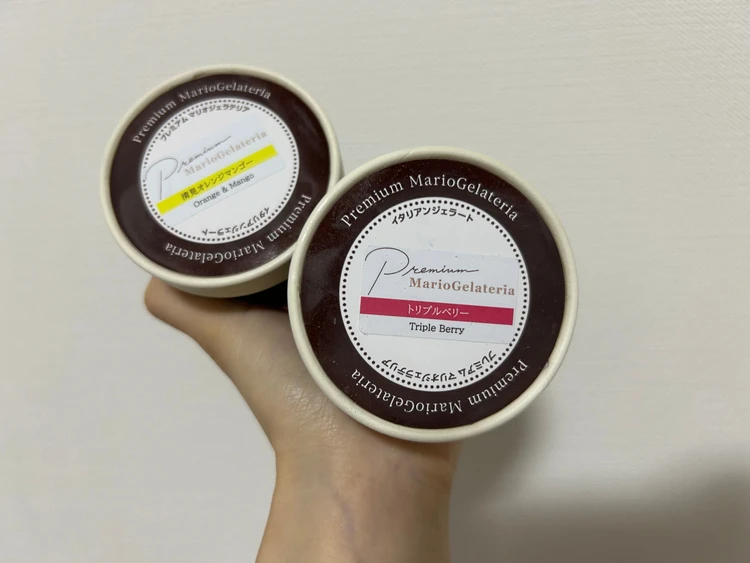 Premium MarioGelateria
プレミアム マリオジェラテリア
Premium
MarioGelateria
清見オレンジマンゴー
Orange & Mango
イタリアンジェラート
Premium MarioGelateria
Premium MarioGelateria
イタリアンジェラート
Premium
MarioGelateria
トリプルベリー
Triple Berry
プレミアム マリオジェラテリア
Premium MarioGelateria